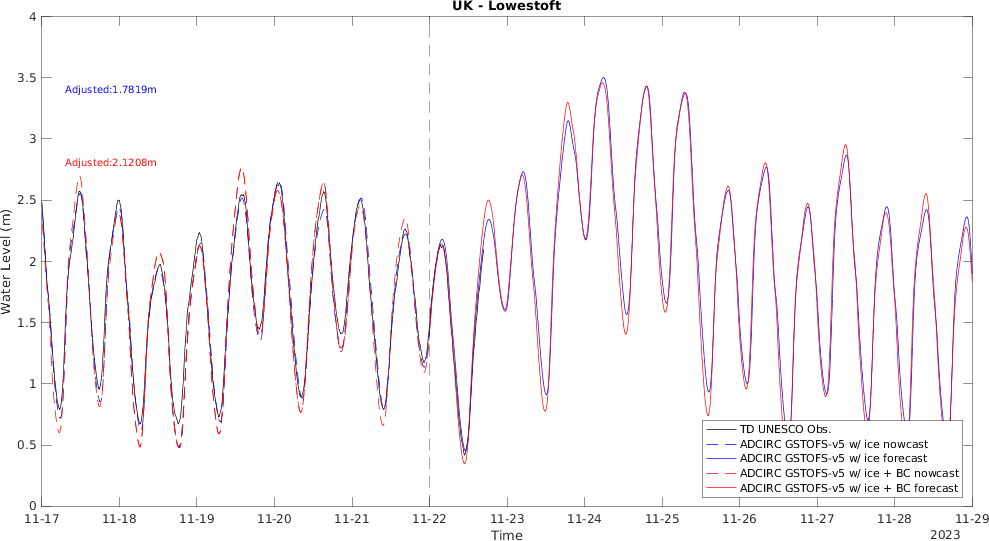 UK - Lowestoft
4
3.5
3
2.5
2
1.5
1
0.5
0
Water Level (m)
Adjusted:1.7819m
Adjusted:2.1208m
TD UNESCO Obs.
ADCIRC GSTOFS-v5 w/ ice nowcast
ADCIRC GSTOFS-v5 w/ ice forecast
ADCIRC GSTOFS-v5 w/ ice + BC nowcast
ADCIRC GSTOFS-v5 w/ ice + BC forecast
11-17 11-18 11-19 11-20 11-21 11-22 11-23 11-24 11-25 11-26 11-27 11-28 11-29
Time
2023